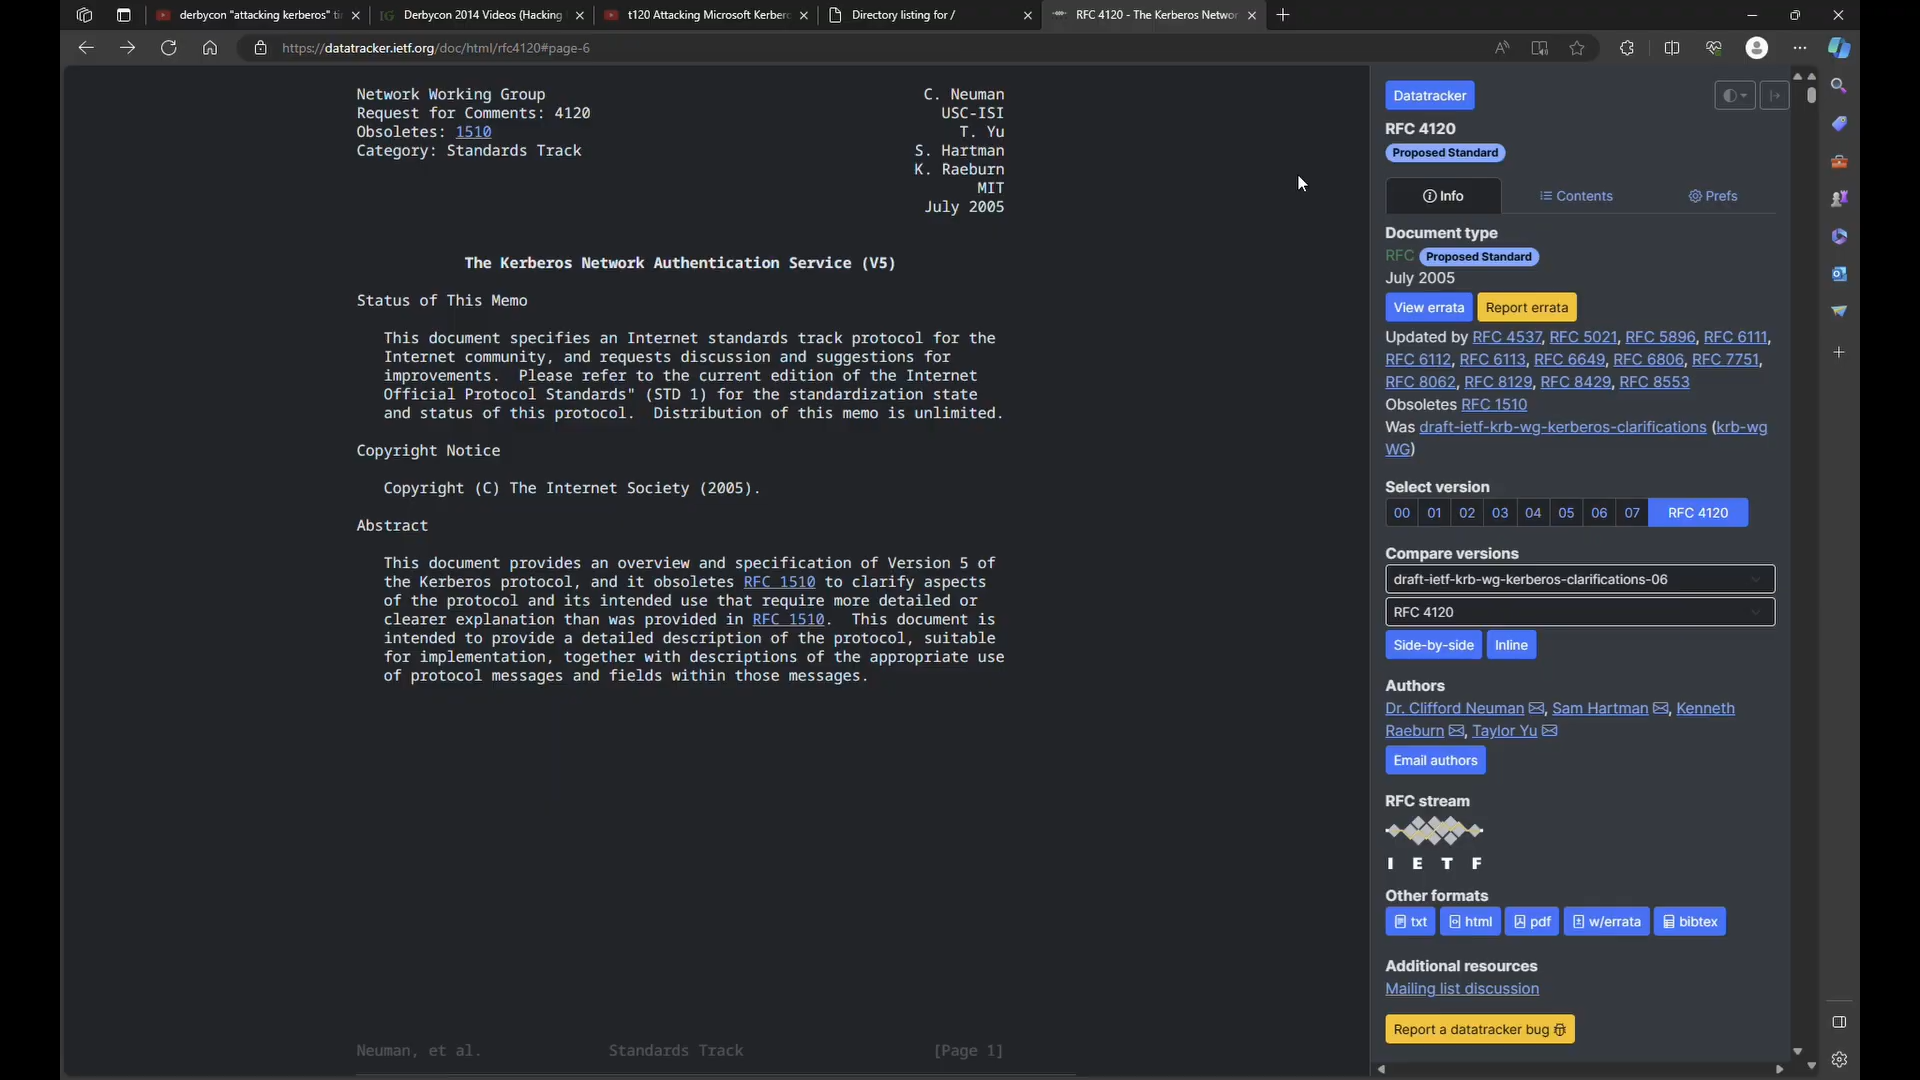 derbycon "attacking kerberos" ti
Derbycon 2014 Videos (Hacking
t120 Attacking Microsoft Kerberc
Directory listing for /
RFC 4120 - The Kerberos Networ
https://datatracker.ietf.org/doc/html/rfc4120#page-6
Network Working Group C. Neuman
Request for Comments: 4120 USC-ISI
Obsoletes: 1510 T. Yu
Category: Standards Track S. Hartman
K. Raeburn
MIT
July 2005
The Kerberos Network Authentication Service (V5)
Status of This Memo
This document specifies an Internet standards track protocol for the
Internet community, and requests discussion and suggestions for
improvements. Please refer to the current edition of the Internet
Official Protocol Standards" (STD 1) for the standardization state
and status of this protocol. Distribution of this memo is unlimited.
Copyright Notice
Copyright (C) The Internet Society (2005).
Abstract
This document provides an overview and specification of Version 5 of
the Kerberos protocol, and it obsoletes RFC 1510 to clarify aspects
of the protocol and its intended use that require more detailed or
clearer explanation than was provided in RFC 1510. This document is
intended to provide a detailed description of the protocol, suitable
for implementation, together with descriptions of the appropriate use
of protocol messages and fields within those messages.
Neuman, et al. Standards Track [Page 1]
Datatracker
RFC 4120
Proposed Standard
Info Contents Prefs
Document type
RFC Proposed Standard
July 2005
View errata Report errata
Updated by RFC 4537, RFC 5021, RFC 5896, RFC 6111,
RFC 6112, RFC 6113, RFC 6649, RFC 6806, RFC 7751,
RFC 8062, RFC 8129, RFC 8429, RFC 8553
Obsoletes RFC 1510
Was draft-ietf-krb-wg-kerberos-clarifications (krb-wg
WG)
Select version
00 01 02 03 04 05 06 07 RFC 4120
Compare versions
draft-ietf-krb-wg-kerberos-clarifications-06
RFC 4120
Side-by-side Inline
Authors
Dr. Clifford Neuman, Sam Hartman, Kenneth
Raeburn, Taylor Yu
Email authors
RFC stream
I E T F
Other formats
txt html pdf w/errata bibtex
Additional resources
Mailing list discussion
Report a datatracker bug